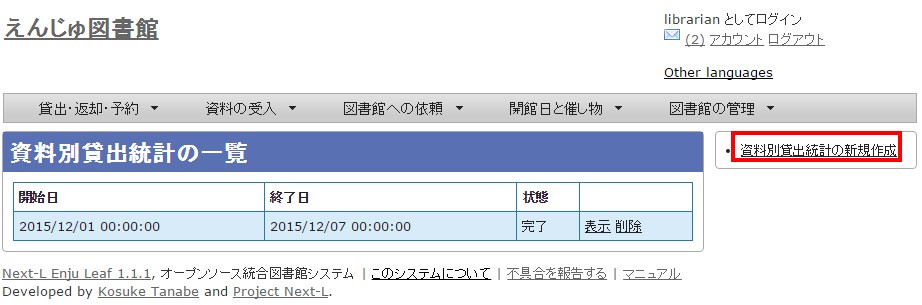 えんじゅ図書館
librarian としてログイン
(2) アカウント ログアウト
Other languages
貸出・返却・予約 ▼ 資料の受入 ▼ 図書館への依頼 ▼ 開館日と催し物 ▼ 図書館の管理 ▼
資料別貸出統計の一覧
• 資料別貸出統計の新規作成
開始日 終了日 状態
2015/12/01 00:00:00 2015/12/07 00:00:00 完了 表示 削除
Next-L Enju Leaf 1.1.1, オープンソース統合図書館システム | このシステムについて | 不具合を報告する | マニュアル
Developed by Kosuke Tanabe and Project Next-L.